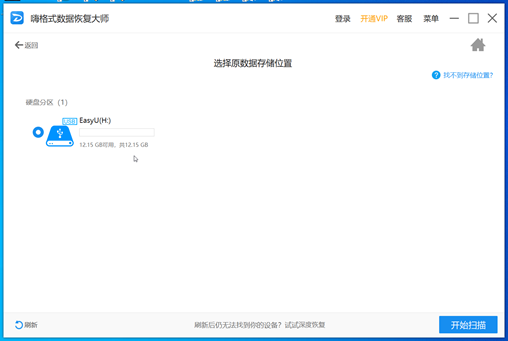 嗨格式数据恢复大师
登录 开通VIP 客服 菜单
返回
选择原数据存储位置
? 找不到存储位置?
硬盘分区（1）
USB
EasyU(H:)
12.15 GB可用，共12.15 GB
刷新
刷新后仍无法找到你的设备？试试深度恢复
开始扫描